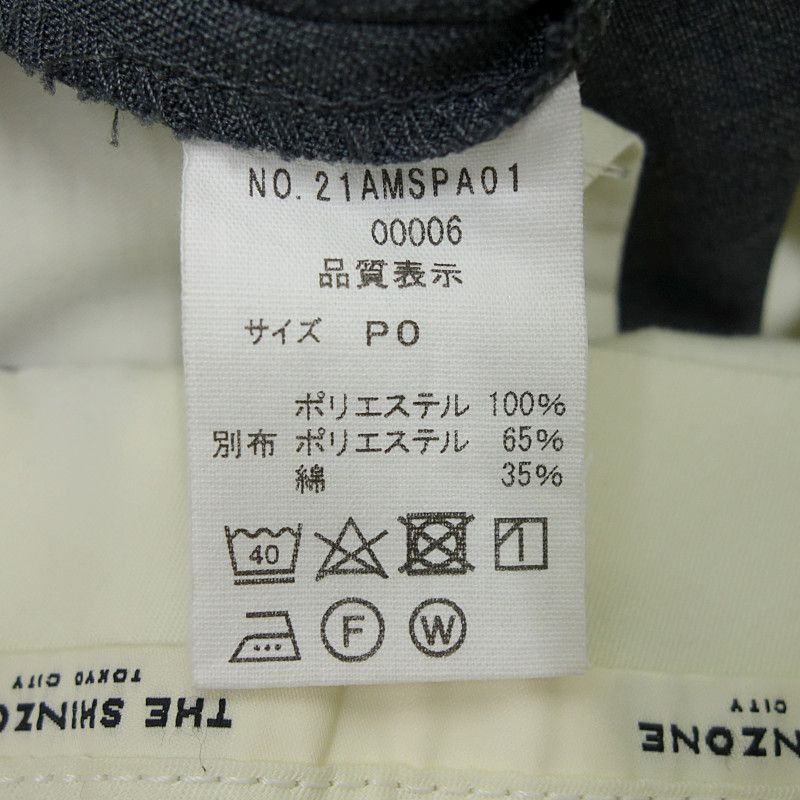 NO.21AMSPA01
00006
品質表示
サイズ PO
ポリエステル 100%
別布 ポリエステル 65%
綿 35%
40
F W
THE SHINZO
TOKYO CITY
NZONE
CITY